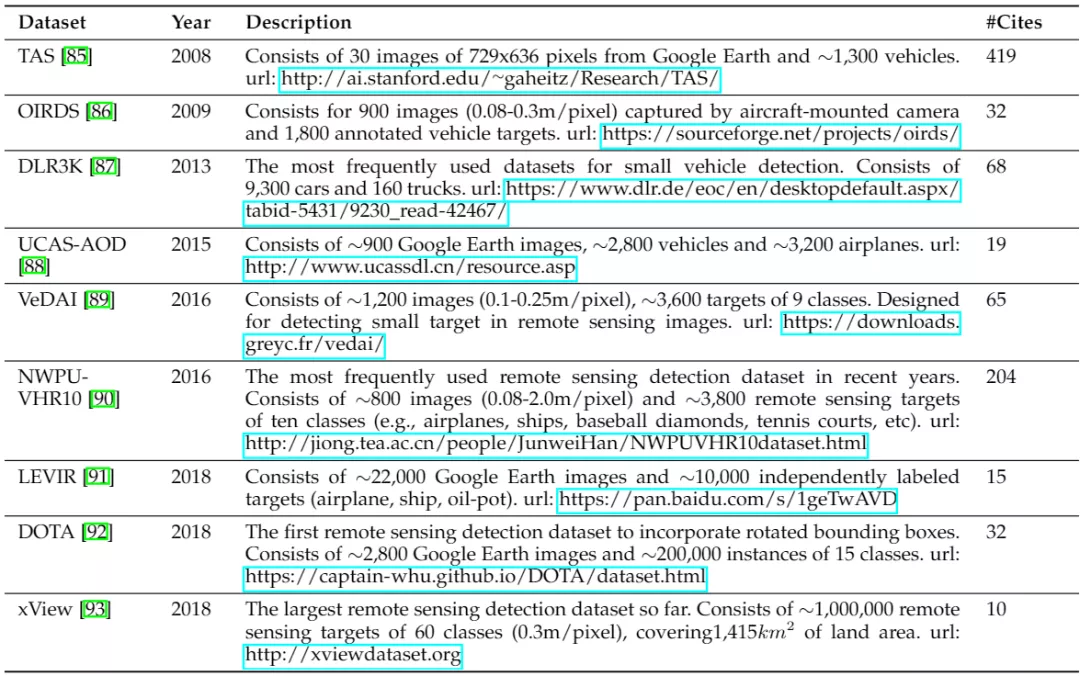 Dataset Year Description #Cites
TAS [85] 2008 Consists of 30 images of 729x636 pixels from Google Earth and ∼1,300 vehicles. 419
url: http://ai.stanford.edu/~gaheitz/Research/TAS/
OIRDS [86] 2009 Consists for 900 images (0.08-0.3m/pixel) captured by aircraft-mounted camera 32
and 1,800 annotated vehicle targets. url: https://sourceforge.net/projects/oirds/
DLR3K [87] 2013 The most frequently used datasets for small vehicle detection. Consists of 68
9,300 cars and 160 trucks. url: https://www.dlr.de/eoc/en/desktopdefault.aspx/
tabid-5431/9230_read-42467/
UCAS-AOD 2015 Consists of ∼900 Google Earth images, ∼2,800 vehicles and ∼3,200 airplanes. url: 19
[88] http://www.ucassdl.cn/resource.asp
VeDAI [89] 2016 Consists of ∼1,200 images (0.1-0.25m/pixel), ∼3,600 targets of 9 classes. Designed 65
for detecting small target in remote sensing images. url: https://downloads.
greyc.fr/vedai/
NWPU- 2016 The most frequently used remote sensing detection dataset in recent years. 204
VHR10 [90] Consists of ∼800 images (0.08-2.0m/pixel) and ∼3,800 remote sensing targets
of ten classes (e.g., airplanes, ships, baseball diamonds, tennis courts, etc). url:
http://jiong.tea.ac.cn/people/JunweiHan/NWPUVHR10dataset.html
LEVIR [91] 2018 Consists of ∼22,000 Google Earth images and ∼10,000 independently labeled 15
targets (airplane, ship, oil-pot). url: https://pan.baidu.com/s/1geTwAVD
DOTA [92] 2018 The first remote sensing detection dataset to incorporate rotated bounding boxes. 32
Consists of ∼2,800 Google Earth images and ∼200,000 instances of 15 classes. url:
https://captain-whu.github.io/DOTA/dataset.html
xView [93] 2018 The largest remote sensing detection dataset so far. Consists of ∼1,000,000 remote 10
sensing targets of 60 classes (0.3m/pixel), covering1,415km² of land area. url:
http://xviewdataset.org